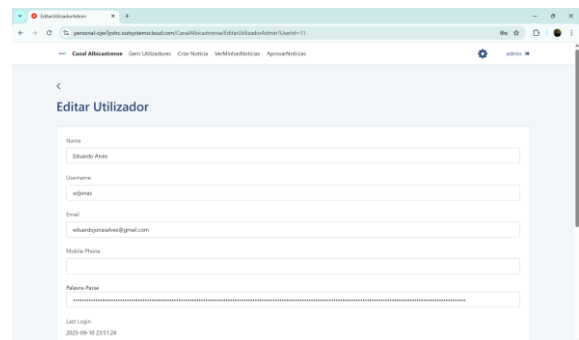 EditarUtilizadorAdmin
personal-ojei7pvhc.outsystemscloud.com/CanalAlbicastrense/EditarUtilizadorAdmin?UserId=11
Canal Albicastrense Gerir Utilizadores Criar Notícia VerMinhasNoticias AprovarNoticias admin
Editar Utilizador
Name
Eduardo Alves
Username
edjonas
Email
eduardojonasalves@gmail.com
Mobile Phone
Palavra-Passe
Last Login
2025-09-10 23:51:24